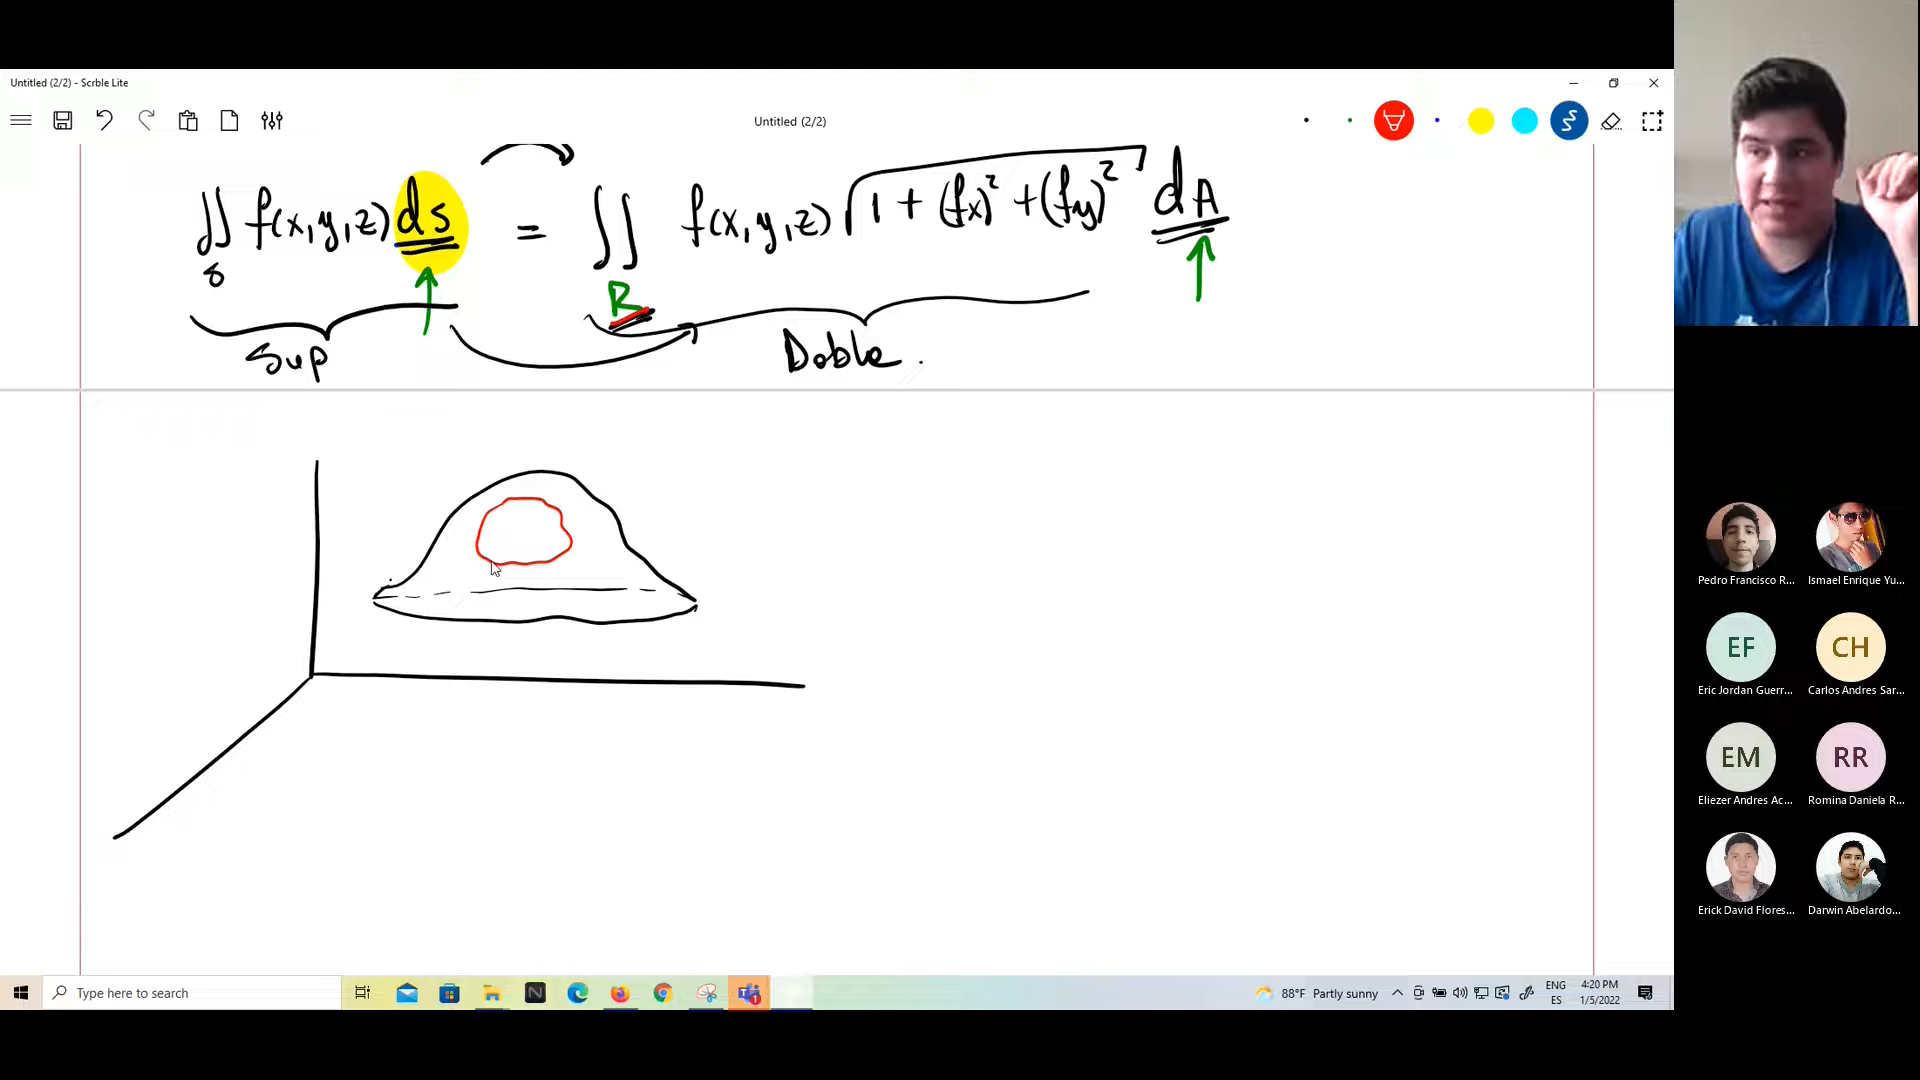 Untitled (2/2) - Scrble Lite
Untitled (2/2)
∬ f(x,y,z) ds = ∬ f(x,y,z) √(1 + (fx)² + (fy)²) dA
S R
Sup Doble.
Pedro Francisco R... Ismael Enrique Yu...
EF CH
Eric Jordan Guerr... Carlos Andres Sar...
EM RR
Eliezer Andres Ac... Romina Daniela R...
Erick David Flores... Darwin Abelardo...
Type here to search
88°F Partly sunny
ENG
ES
4:20 PM
1/5/2022